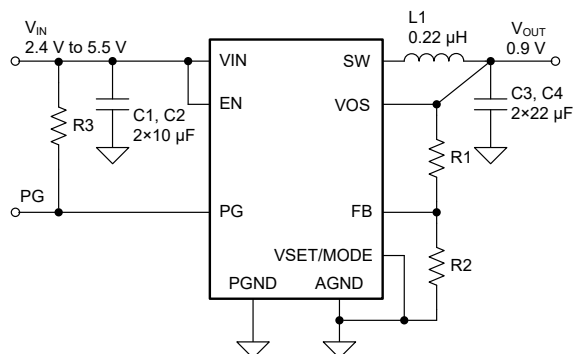 V_IN
2.4 V to 5.5 V
L1
0.22 µH
V_OUT
0.9 V
VIN
SW
EN
VOS
C1, C2
2×10 µF
C3, C4
2×22 µF
R3
R1
PG
PG
FB
VSET/MODE
R2
PGND
AGND